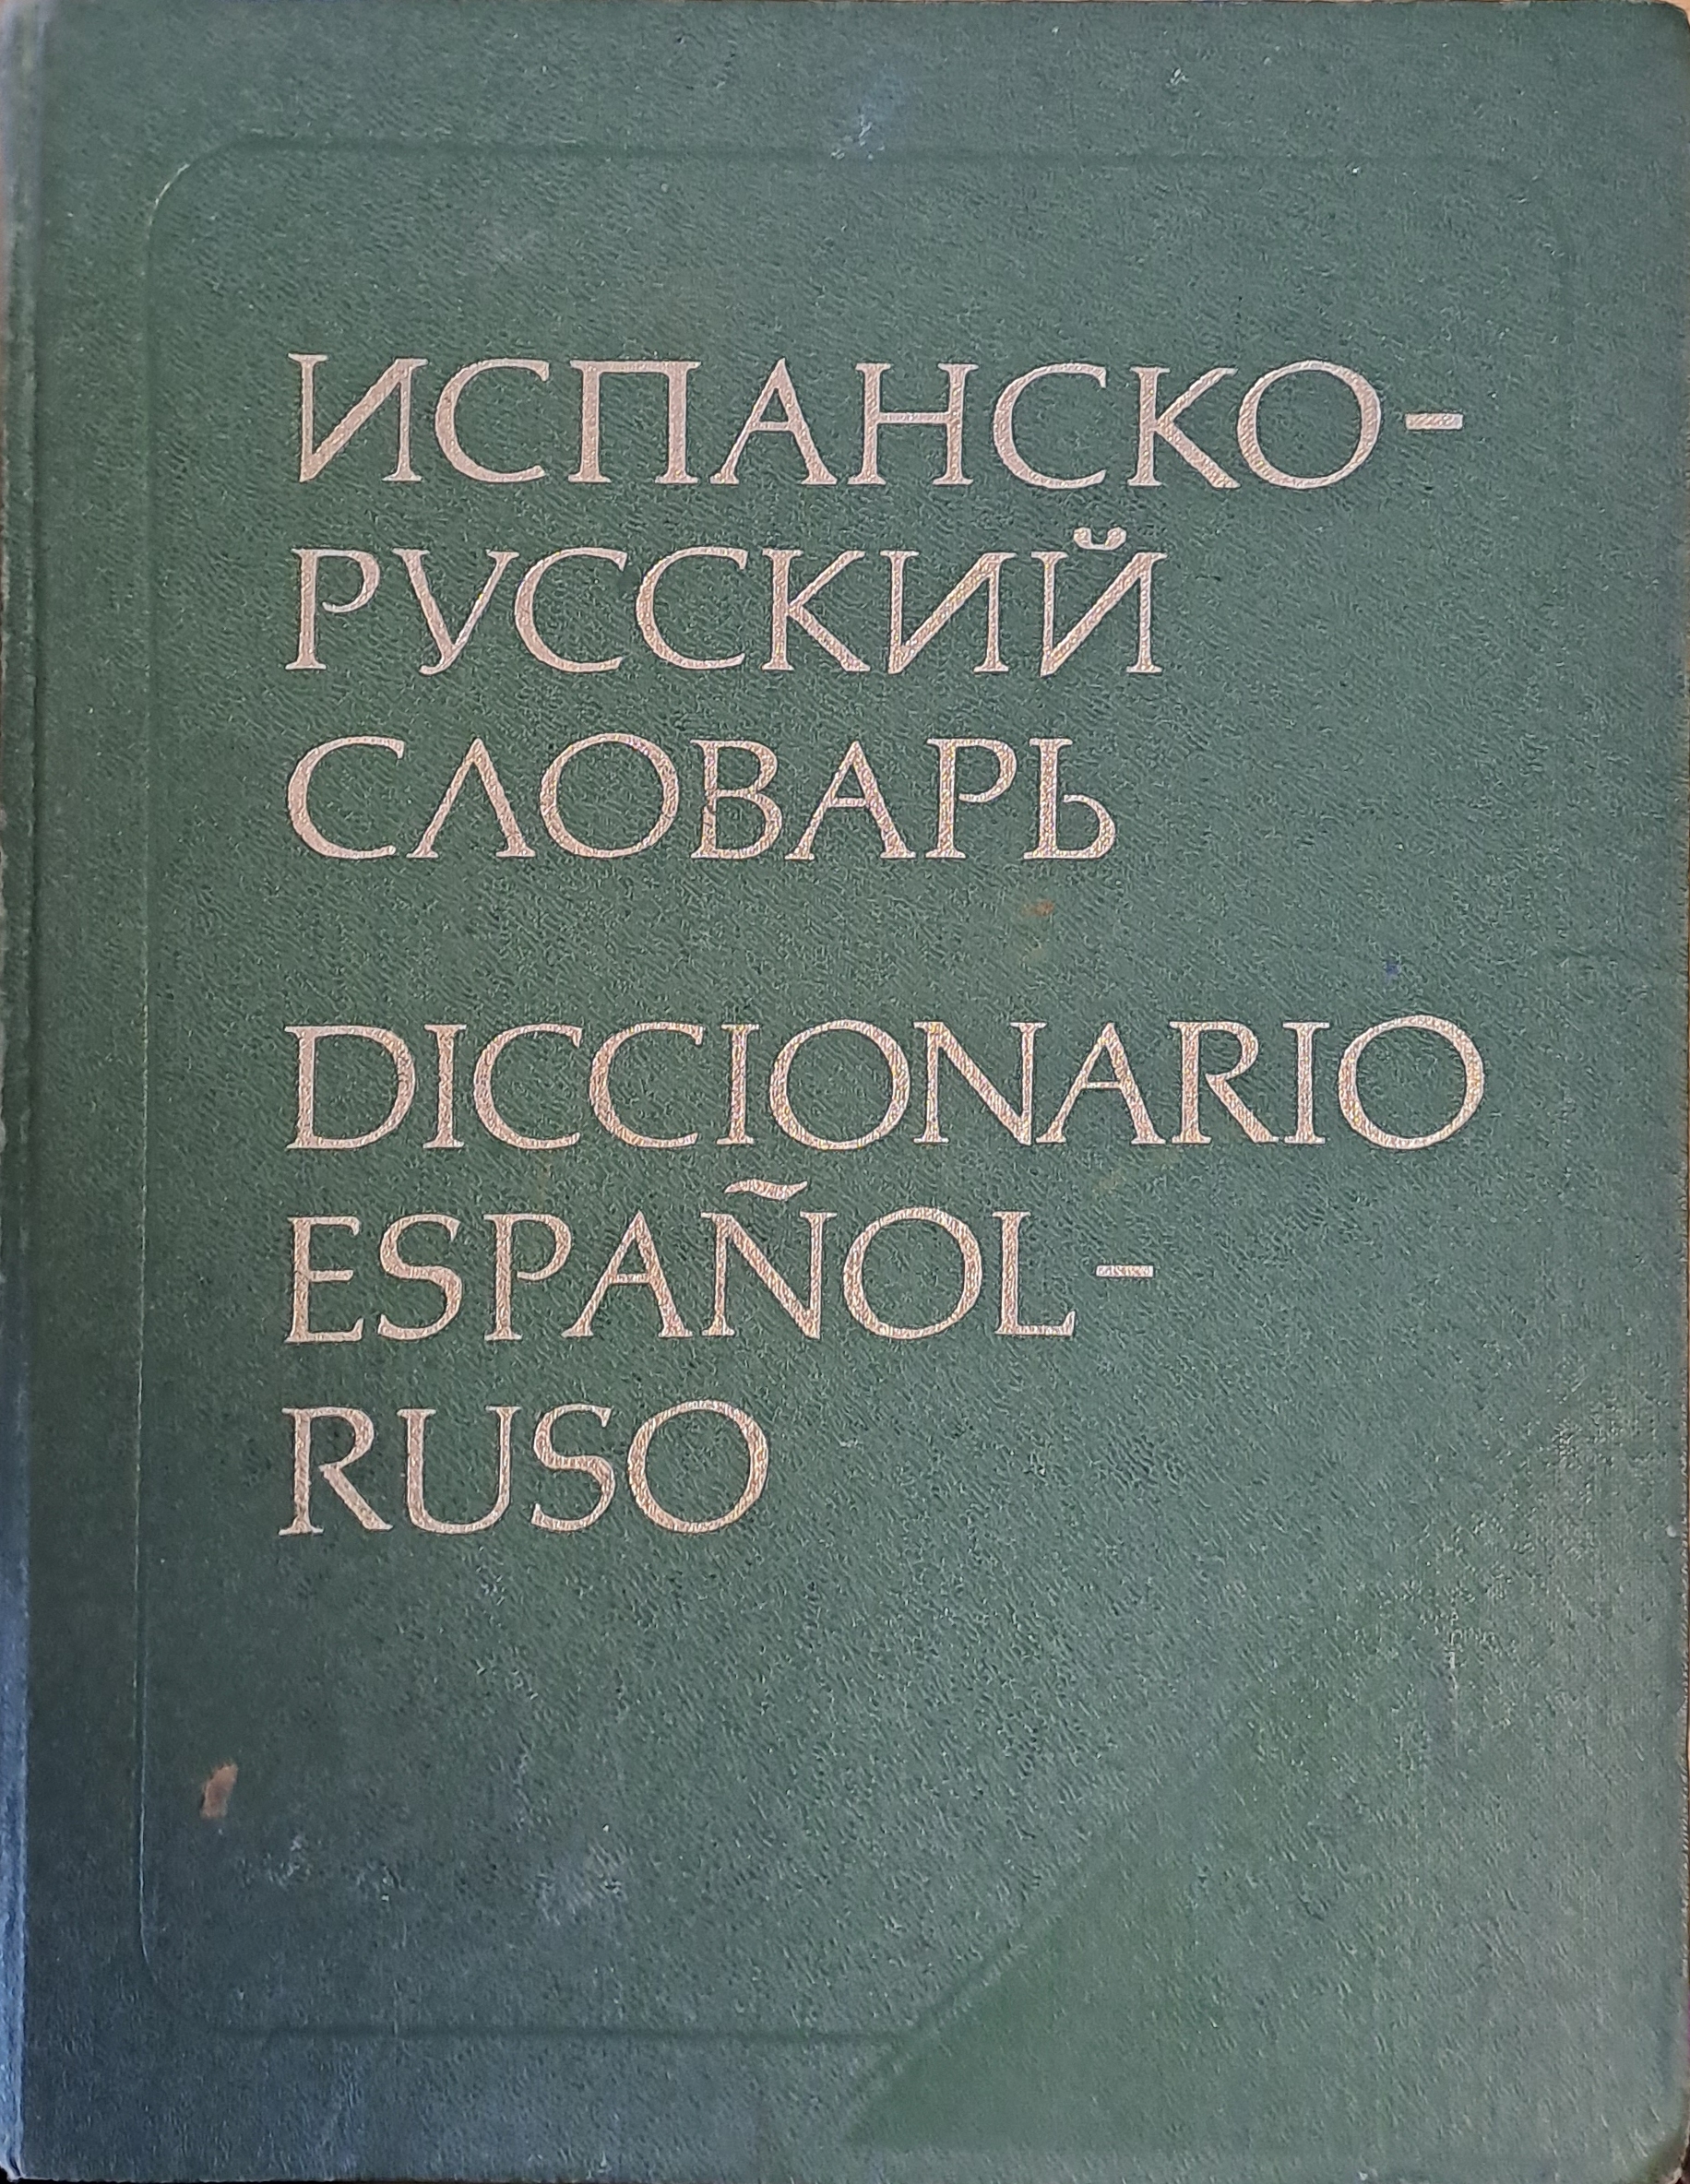 ИСПАНСКО-
РУССКИЙ
СЛОВАРЬ
DICCIONARIO
ESPAÑOL-
RUSO